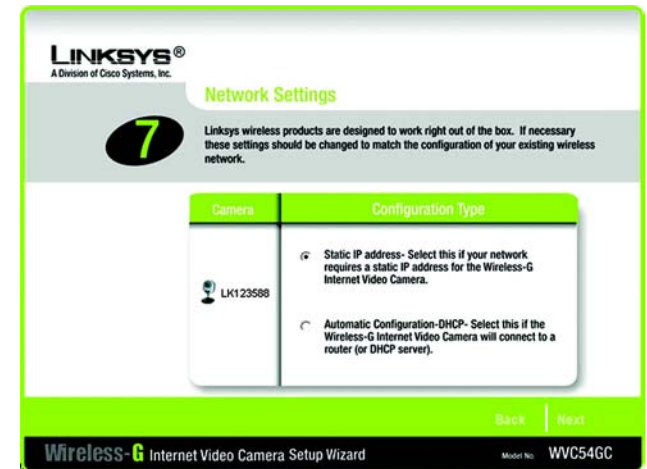 LINKSYS®
A Division of Cisco Systems, Inc.
Network Settings
7
Linksys wireless products are designed to work right out of the box. If necessary
these settings should be changed to match the configuration of your existing wireless
network.
Camera
Configuration Type
LK123588
Static IP address- Select this if your network
requires a static IP address for the Wireless-G
Internet Video Camera.
Automatic Configuration-DHCP- Select this if the
Wireless-G Internet Video Camera will connect to a
router (or DHCP server).
Back
Next
Wireless-G Internet Video Camera Setup Wizard
Model No. WVC54GC